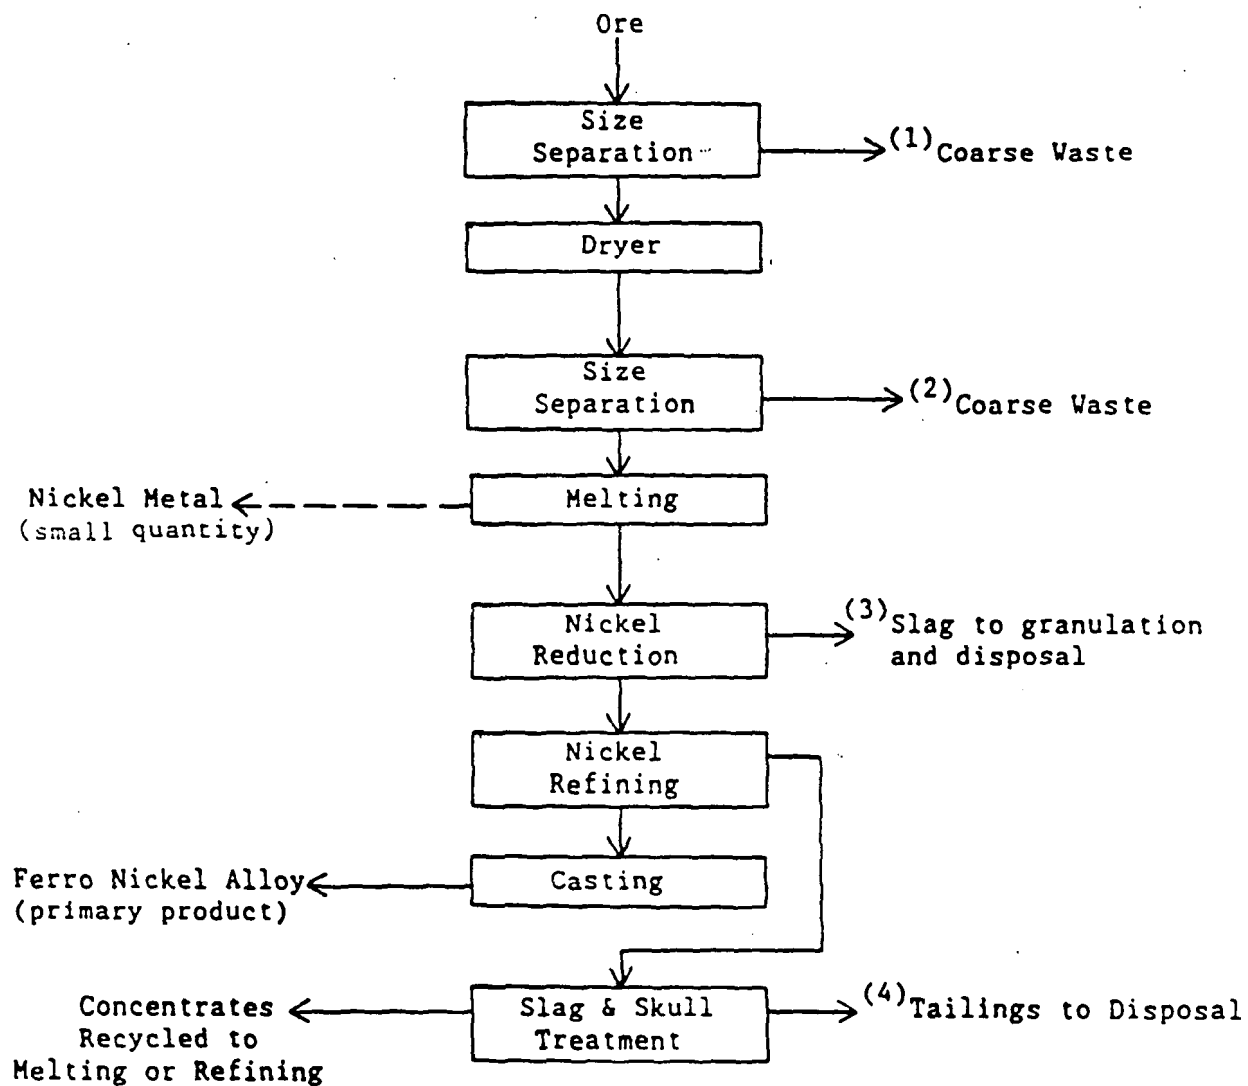 Ore
Size
Separation
(1) Coarse Waste
Dryer
Size
Separation
(2) Coarse Waste
Nickel Metal
(small quantity)
Melting
Nickel
Reduction
(3) Slag to granulation
and disposal
Nickel
Refining
Ferro Nickel Alloy
(primary product)
Casting
Concentrates
Recycled to
Melting or Refining
Slag & Skull
Treatment
(4) Tailings to Disposal